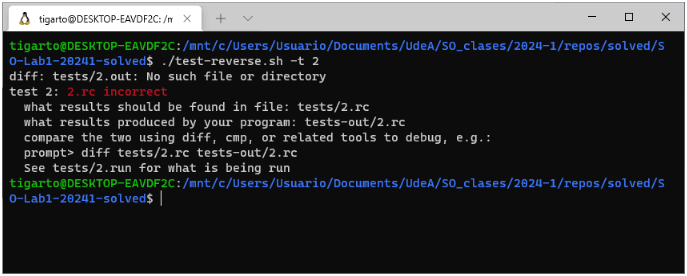 tigarto@DESKTOP-EAVDF2C: /m
tigarto@DESKTOP-EAVDF2C:/mnt/c/Users/Usuario/Documents/UdeA/SO_clases/2024-1/repos/solved/S
O-Lab1-20241-solved$ ./test-reverse.sh -t 2
diff: tests/2.out: No such file or directory
test 2: 2.rc incorrect
  what results should be found in file: tests/2.rc
  what results produced by your program: tests-out/2.rc
  compare the two using diff, cmp, or related tools to debug, e.g.:
  prompt> diff tests/2.rc tests-out/2.rc
  See tests/2.run for what is being run
tigarto@DESKTOP-EAVDF2C:/mnt/c/Users/Usuario/Documents/UdeA/SO_clases/2024-1/repos/solved/S
O-Lab1-20241-solved$